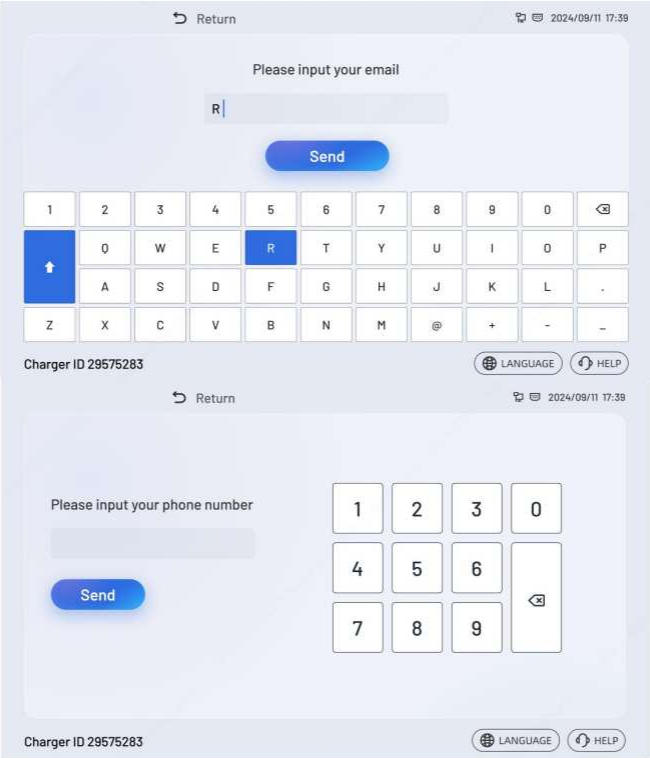 Return 2024/09/11 17:39
Please input your email
R
Send
1 2 3 4 5 6 7 8 9 0
Q W E R T Y U I O P
A S D F G H J K L .
Z X C V B N M @ + - _
Charger ID 29575283 LANGUAGE HELP
Return 2024/09/11 17:39
Please input your phone number
Send
1 2 3 0
4 5 6
7 8 9
Charger ID 29575283 LANGUAGE HELP